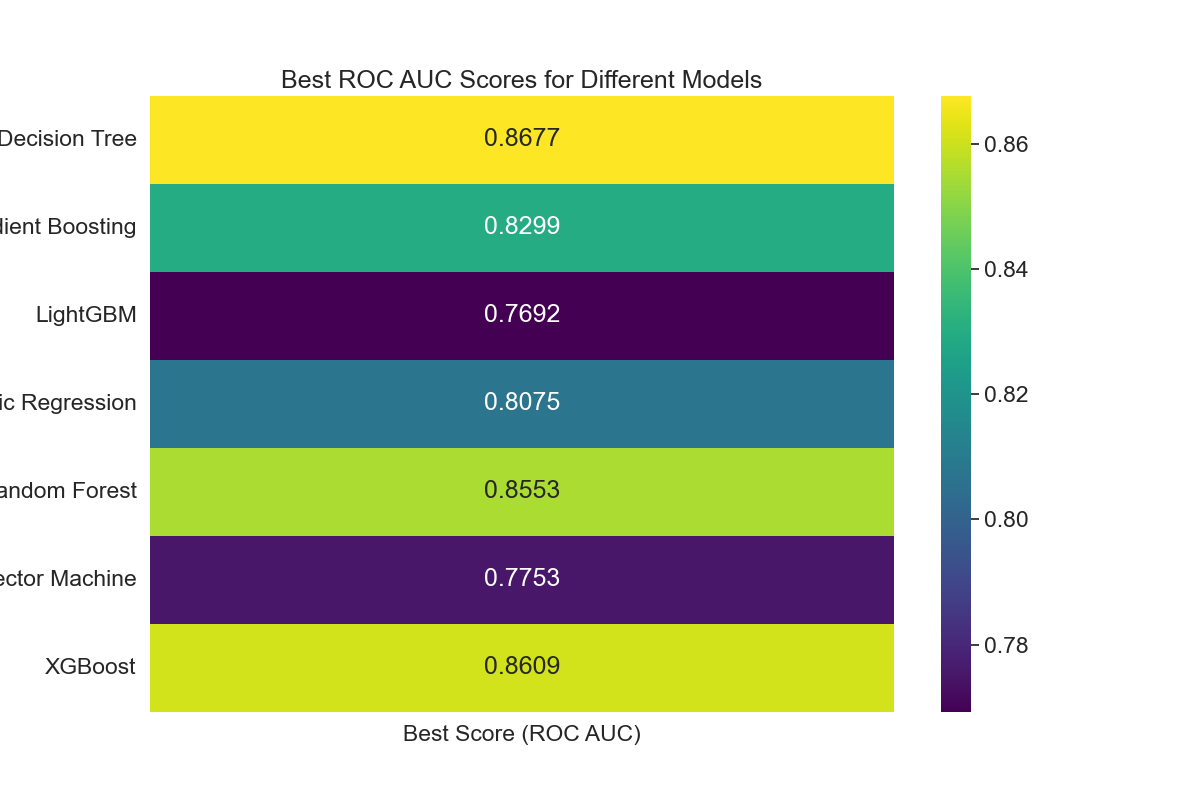 Best ROC AUC Scores for Different Models
Decision Tree
0.8677
dient Boosting
0.8299
LightGBM
0.7692
ic Regression
0.8075
andom Forest
0.8553
ector Machine
0.7753
XGBoost
0.8609
Best Score (ROC AUC)
0.86
0.84
0.82
0.80
0.78